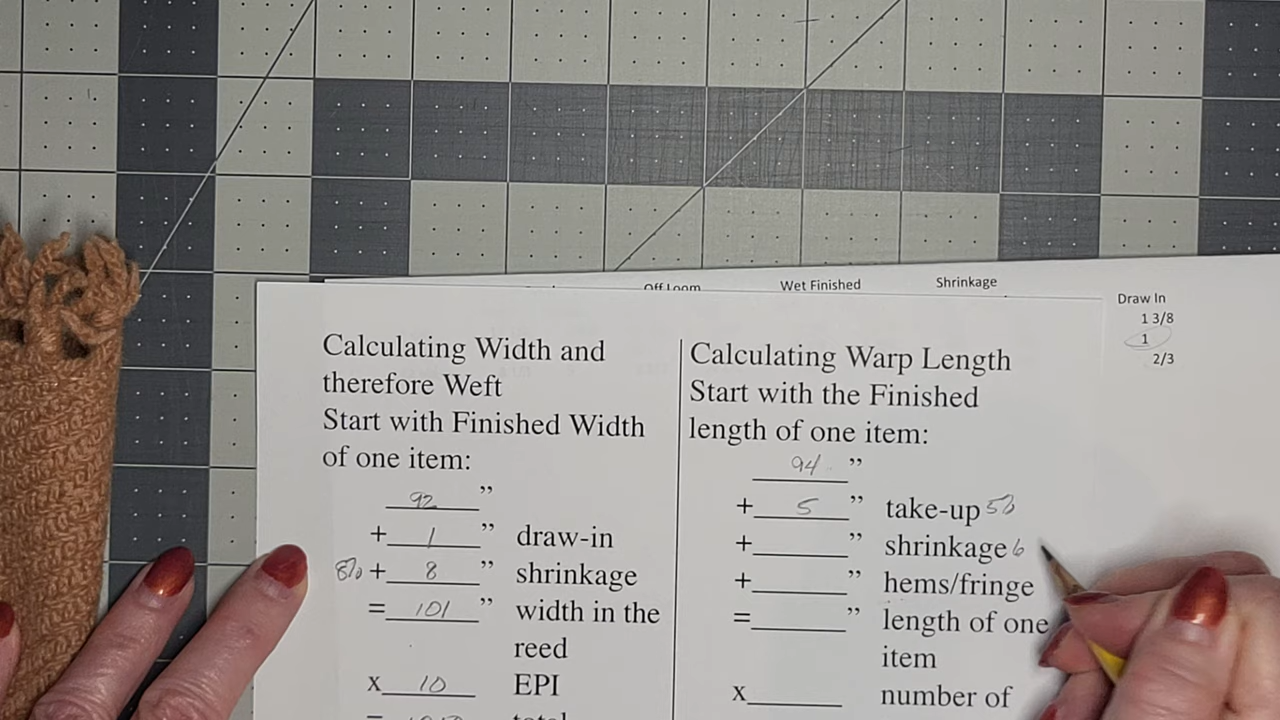 Wet Finished
Shrinkage
Draw In
1 3/8
1
2/3
Calculating Width and
therefore Weft
Start with Finished Width
of one item:
92 ”
+ 1 ” draw-in
8% + 8 ” shrinkage
= 101 ” width in the
reed
x 10 EPI
Calculating Warp Length
Start with the Finished
length of one item:
94 ”
+ 5 ” take-up
+ ” shrinkage 6
+ ” hems/fringe
= ” length of one
item
x number of